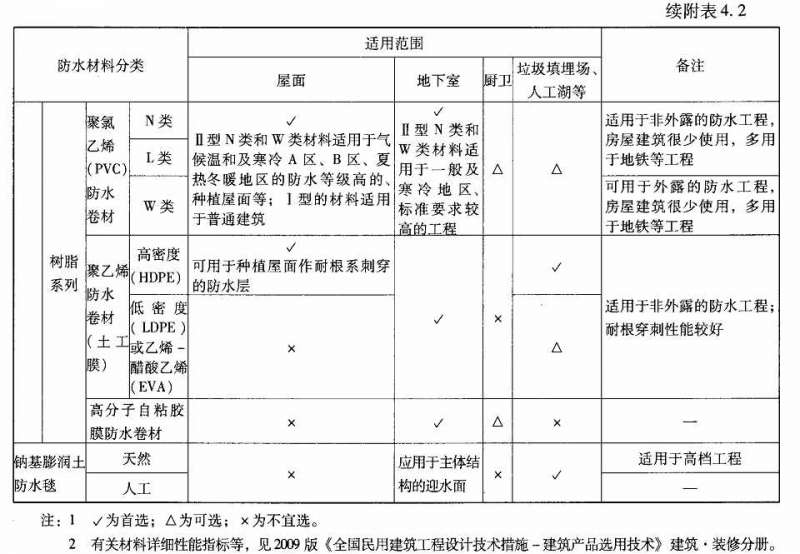 续附表4.2
防水材料分类
适用范围
备注
屋面
地下室
厨卫
垃圾填埋场、
人工湖等
树脂
系列
聚氯
乙烯
(PVC)
防水
卷材
N类
L类
W类
✓
Ⅱ型N类和W类材料适用于气
候温和及寒冷A区、B区、夏
热冬暖地区的防水等级高的、
种植屋面等；Ⅰ型的材料适用
于普通建筑
✓
Ⅱ型N类和
W类材料适
用于一般及
寒冷地区、
标准要求较
高的工程
△
△
适用于非外露的防水工程，
房屋建筑很少使用，多用
于地铁等工程
可用于外露的防水工程，
房屋建筑很少使用，多用
于地铁等工程
聚乙烯
防水
卷材
(土工
膜)
高密度
(HDPE)
✓
可用于种植屋面作耐根系刺穿
的防水层
✓
低密度
(LDPE)
或乙烯-
醋酸乙烯
(EVA)
×
✓
×
△
适用于非外露的防水工程；
耐根穿刺性能较好
高分子自粘胶
膜防水卷材
×
✓
△
×
—
钠基膨润土
防水毯
天然
人工
×
应用于主体结
构的迎水面
×
✓
适用于高档工程
—
注：1 ✓为首选；△为可选；×为不宜选。
2 有关材料详细性能指标等，见2009版《全国民用建筑工程设计技术措施-建筑产品选用技术》建筑·装修分册。